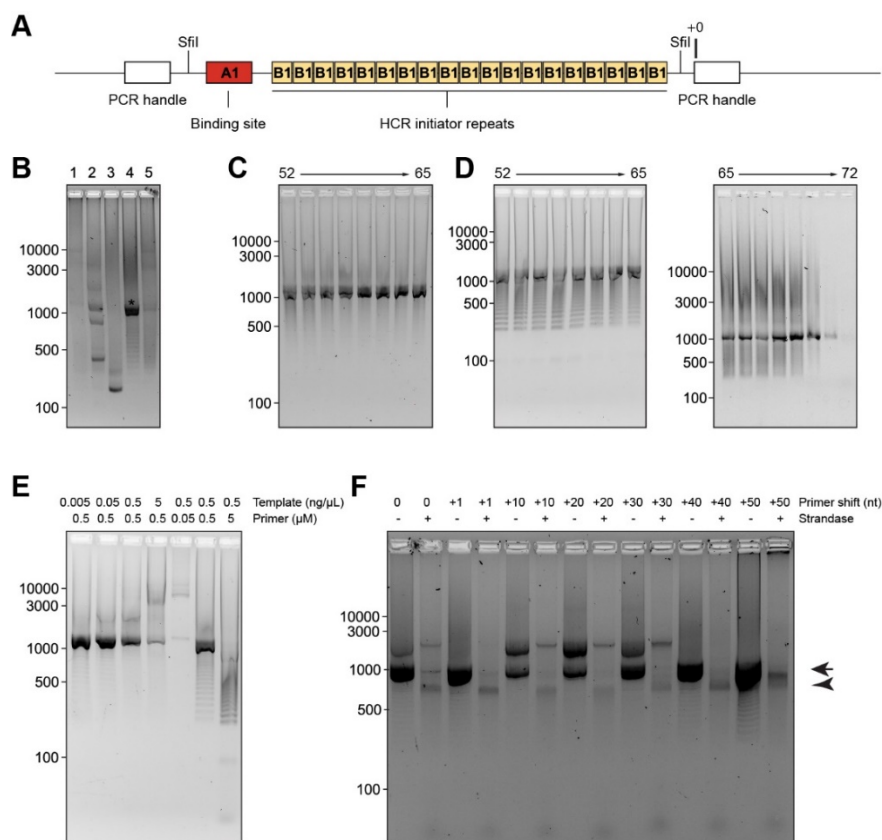 A
SfiI
SfiI
+0
A1
B1 B1 B1 B1 B1 B1 B1 B1 B1 B1 B1 B1 B1 B1 B1 B1 B1 B1 B1
PCR handle
PCR handle
Binding site
HCR initiator repeats
B
1 2 3 4 5
10000
3000
1000
500
100
*
C
52 65
10000
3000
1000
500
100
D
52 65
10000
3000
1000
500
100
65 72
10000
3000
1000
500
100
E
0.005 0.05 0.5 5 0.5 0.5 0.5 Template (ng/µL)
0.5 0.5 0.5 0.5 0.05 0.5 5 Primer (µM)
10000
3000
1000
500
100
F
0 0 +1 +1 +10 +10 +20 +20 +30 +30 +40 +40 +50 +50 Primer shift (nt)
- + - + - + - + - + - + - + Strandase
10000
3000
1000
500
100